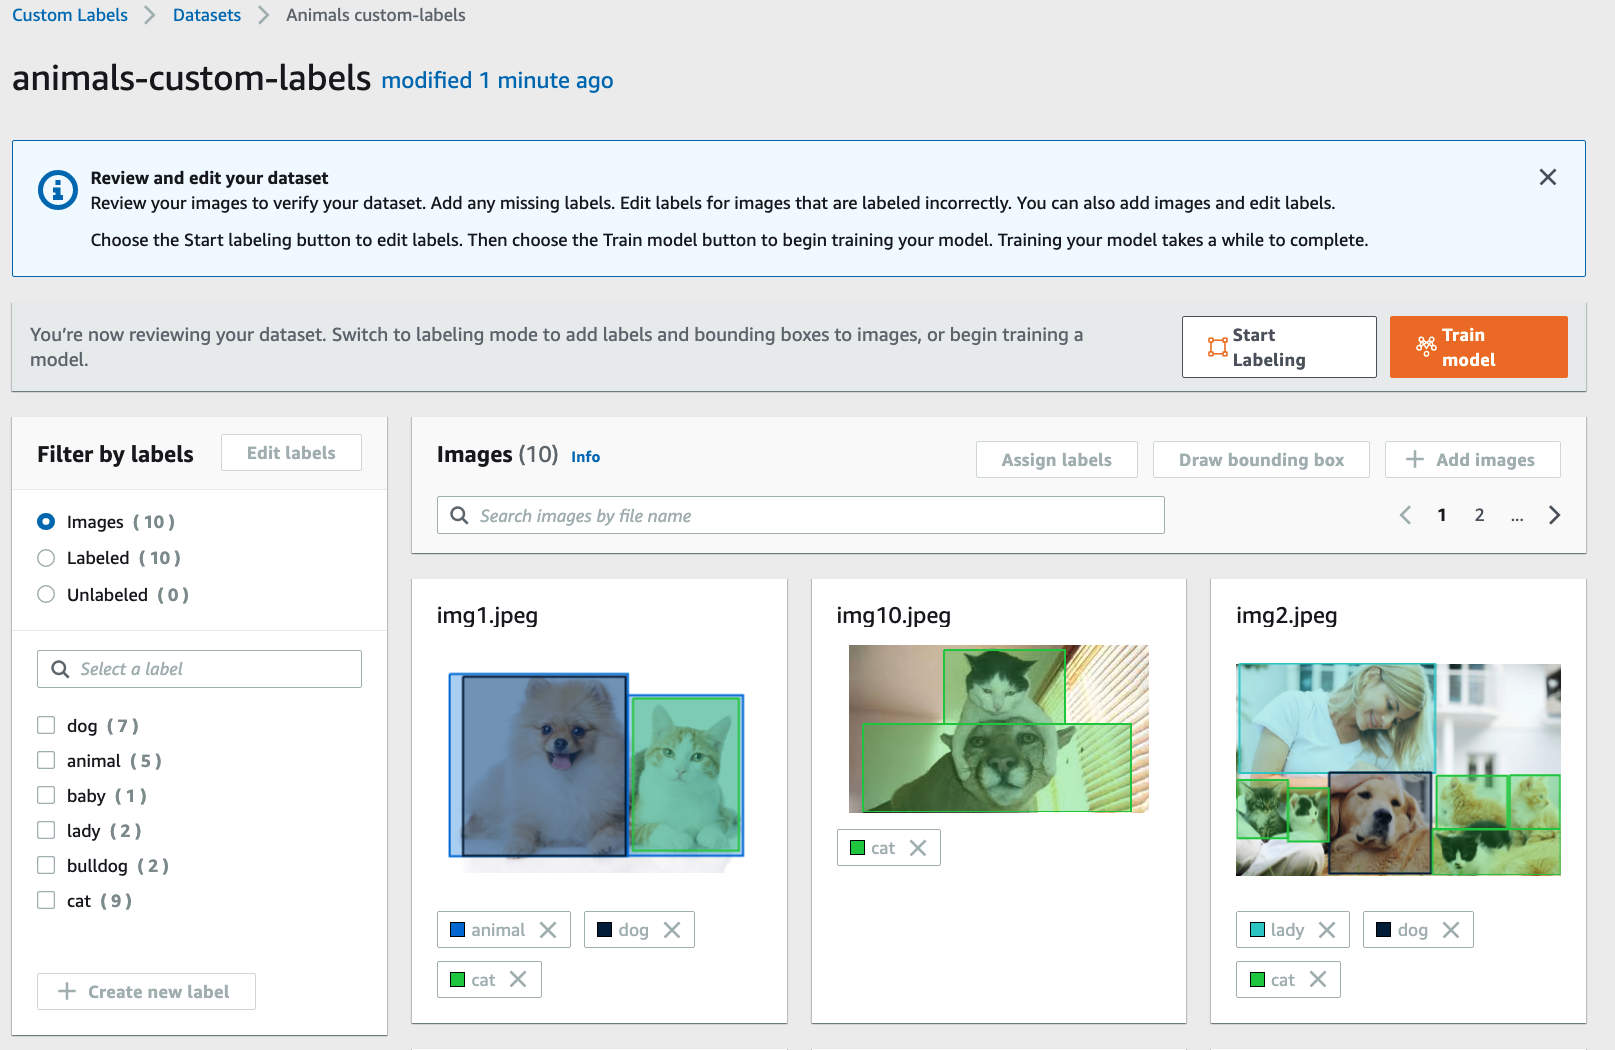 Custom Labels > Datasets > Animals custom-labels
animals-custom-labels modified 1 minute ago
Review and edit your dataset
Review your images to verify your dataset. Add any missing labels. Edit labels for images that are labeled incorrectly. You can also add images and edit labels.
Choose the Start labeling button to edit labels. Then choose the Train model button to begin training your model. Training your model takes a while to complete.
You’re now reviewing your dataset. Switch to labeling mode to add labels and bounding boxes to images, or begin training a
model.
Start
Labeling
Train
model
Filter by labels
Edit labels
Images ( 10 )
Labeled ( 10 )
Unlabeled ( 0 )
Select a label
dog ( 7 )
animal ( 5 )
baby ( 1 )
lady ( 2 )
bulldog ( 2 )
cat ( 9 )
+ Create new label
Images (10) Info
Assign labels
Draw bounding box
+ Add images
Search images by file name
1 2 ...
img1.jpeg
animal
dog
cat
img10.jpeg
cat
img2.jpeg
lady
dog
cat